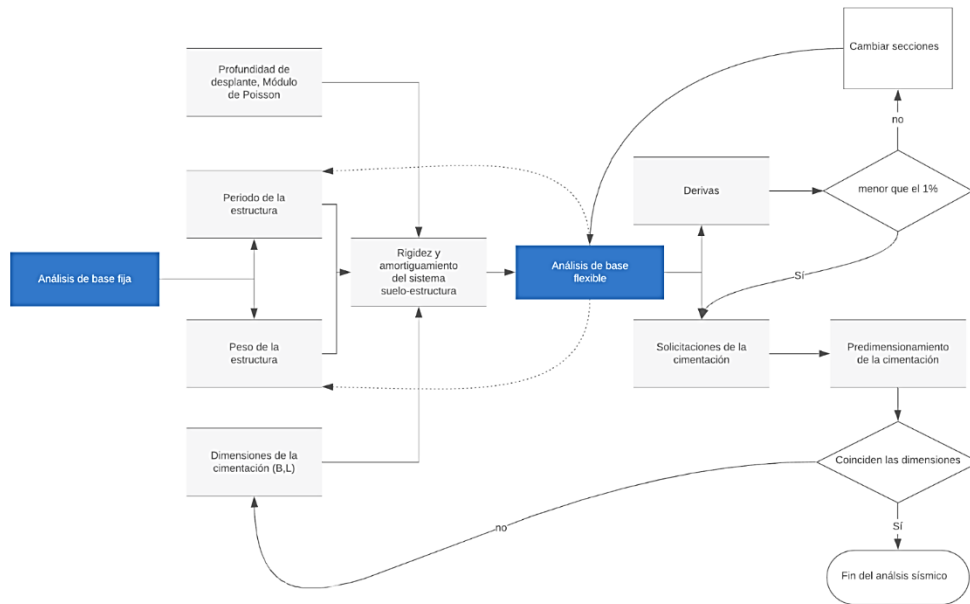 Cambiar secciones
Profundidad de
desplante, Módulo
de Poisson
no
Periodo de la
estructura
Derivas
menor que el 1%
Análisis de base fija
Rigidez y
amortiguamiento
del sistema
suelo-estructura
Análisis de base
flexible
Sí
Peso de la
estructura
Solicitaciones de la
cimentación
Predimensionamiento
de la cimentación
Dimensiones de la
cimentación (B,L)
Coinciden las dimensiones
no
Sí
Fin del análsis sísmico